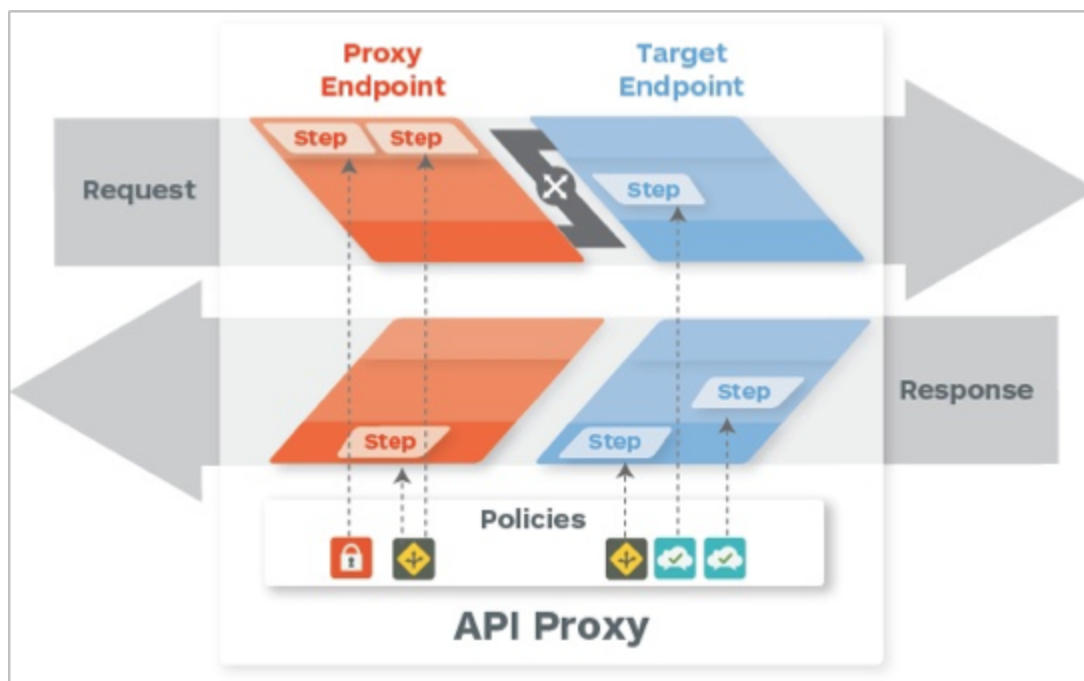 Proxy
Endpoint
Target
Endpoint
Step
Step
Request
Step
Response
Step
Step
Step
Policies
API Proxy